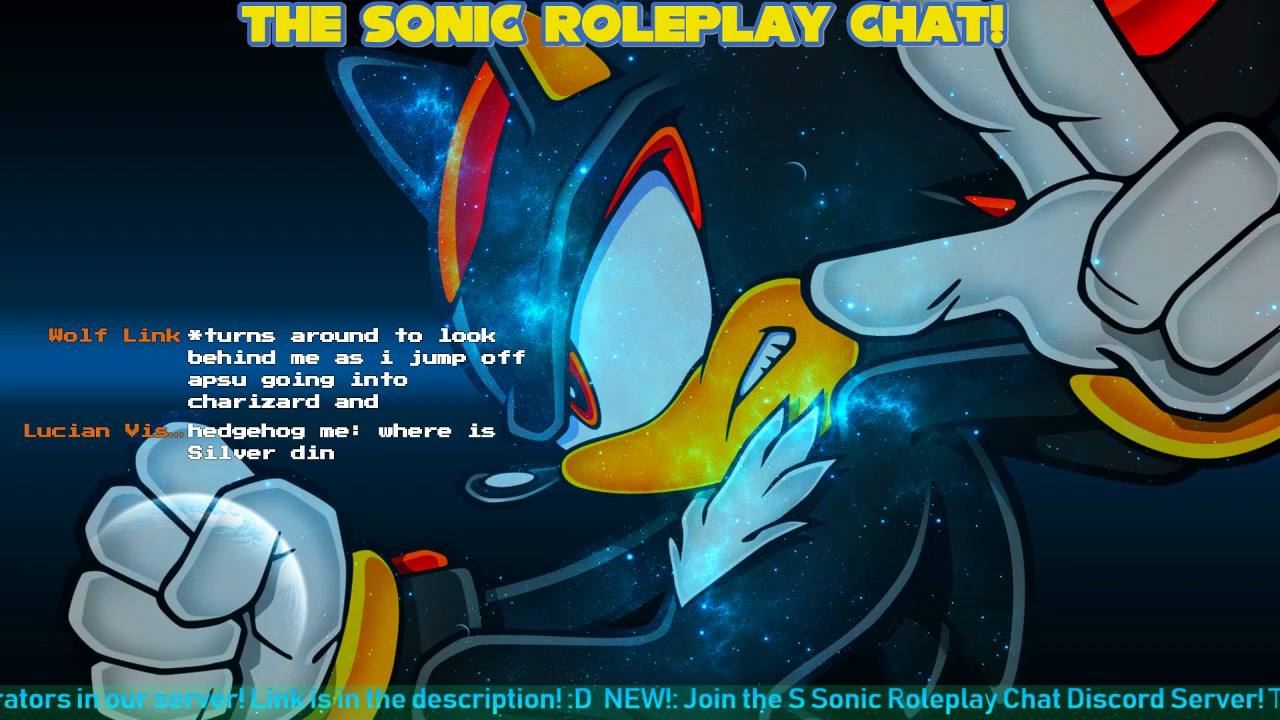 THE SONIC ROLEPLAY CHAT!
Wolf Link *turns around to look
behind me as i jump off
apsu going into
charizard and
Lucian Vis... hedgehog me: where is
Silver din
rators in our server! Link is in the description! :D NEW!: Join the S Sonic Roleplay Chat Discord Server! T